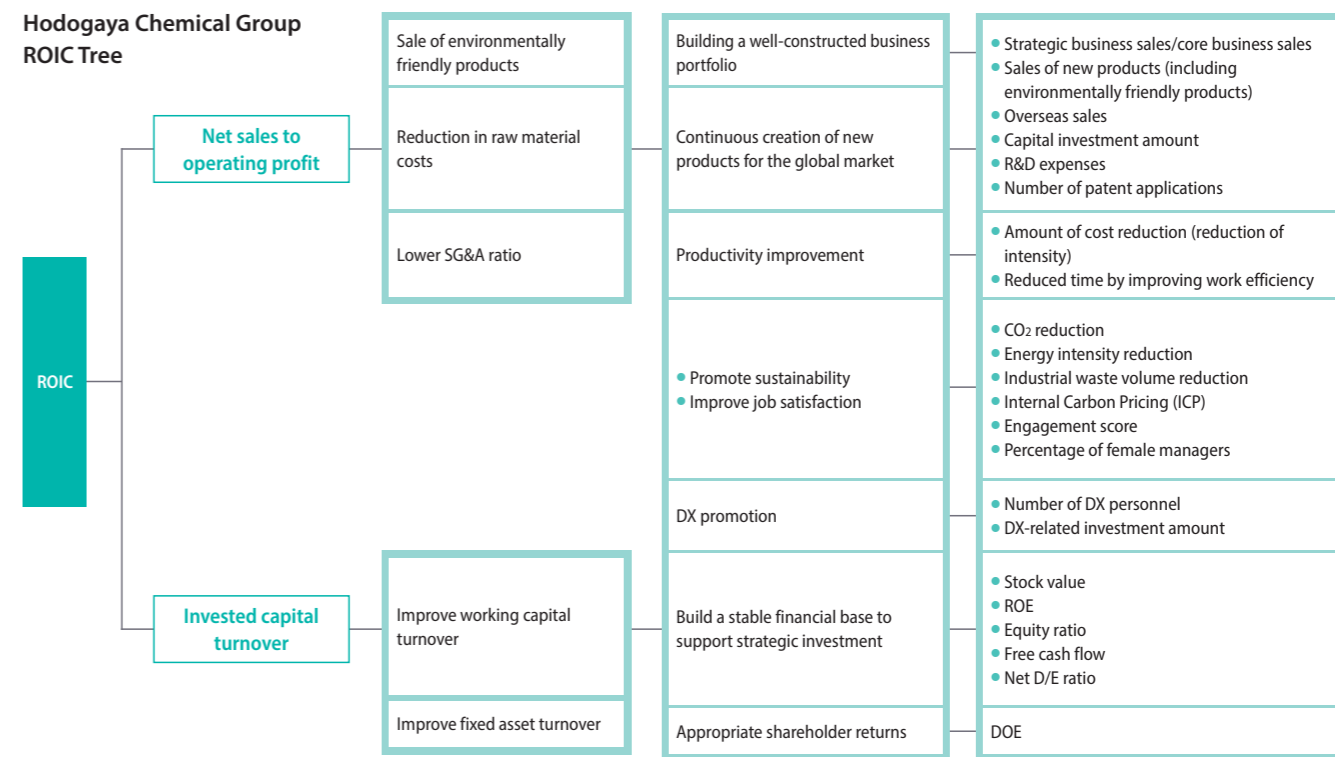 Hodogaya Chemical Group
ROIC Tree
ROIC
Net sales to
operating profit
Invested capital
turnover
Sale of environmentally
friendly products
Reduction in raw material
costs
Lower SG&A ratio
Improve working capital
turnover
Improve fixed asset turnover
Building a well-constructed business
portfolio
Continuous creation of new
products for the global market
Productivity improvement
• Promote sustainability
• Improve job satisfaction
DX promotion
Build a stable financial base to
support strategic investment
Appropriate shareholder returns
• Strategic business sales/core business sales
• Sales of new products (including
environmentally friendly products)
• Overseas sales
• Capital investment amount
• R&D expenses
• Number of patent applications
• Amount of cost reduction (reduction of
intensity)
• Reduced time by improving work efficiency
• CO2 reduction
• Energy intensity reduction
• Industrial waste volume reduction
• Internal Carbon Pricing (ICP)
• Engagement score
• Percentage of female managers
• Number of DX personnel
• DX-related investment amount
• Stock value
• ROE
• Equity ratio
• Free cash flow
• Net D/E ratio
DOE